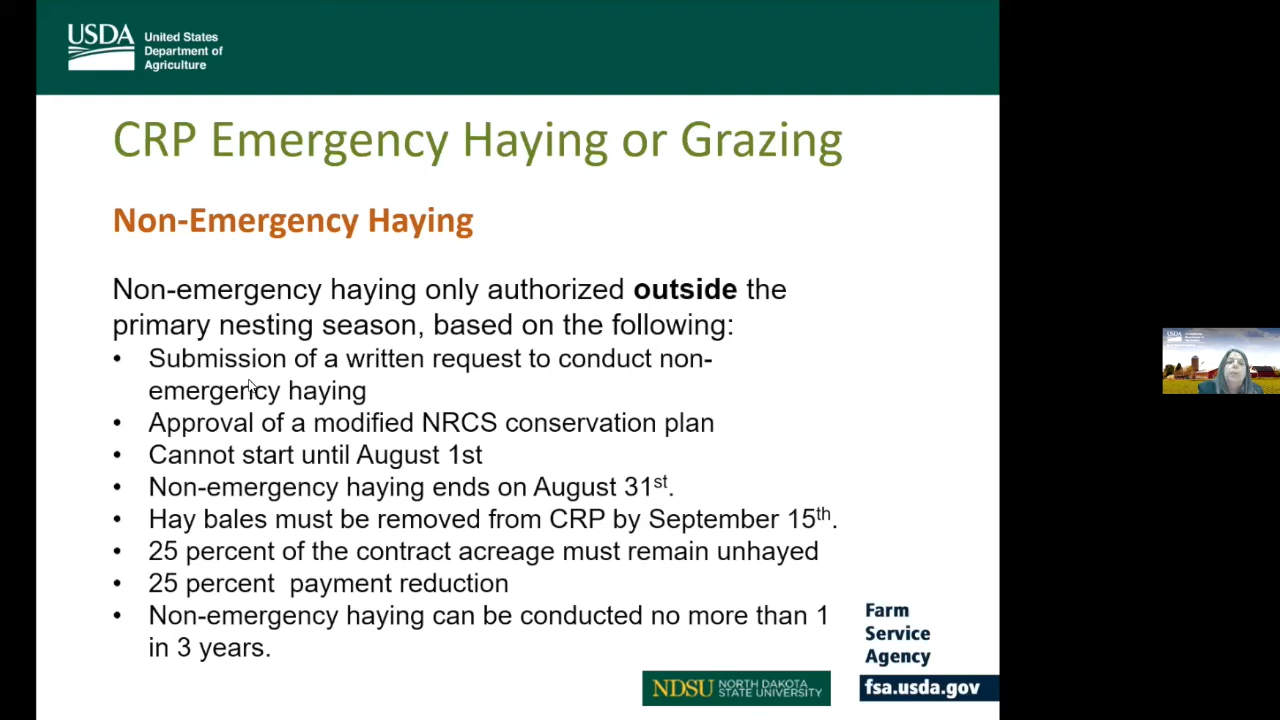 USDA
United States
Department of
Agriculture
CRP Emergency Haying or Grazing
Non-Emergency Haying
Non-emergency haying only authorized outside the
primary nesting season, based on the following:
• Submission of a written request to conduct non-
emergency haying
• Approval of a modified NRCS conservation plan
• Cannot start until August 1st
• Non-emergency haying ends on August 31st.
• Hay bales must be removed from CRP by September 15th.
• 25 percent of the contract acreage must remain unhayed
• 25 percent  payment reduction
• Non-emergency haying can be conducted no more than 1
in 3 years.
Farm
Service
Agency
fsa.usda.gov
NDSU
NORTH DAKOTA
STATE UNIVERSITY
USDA